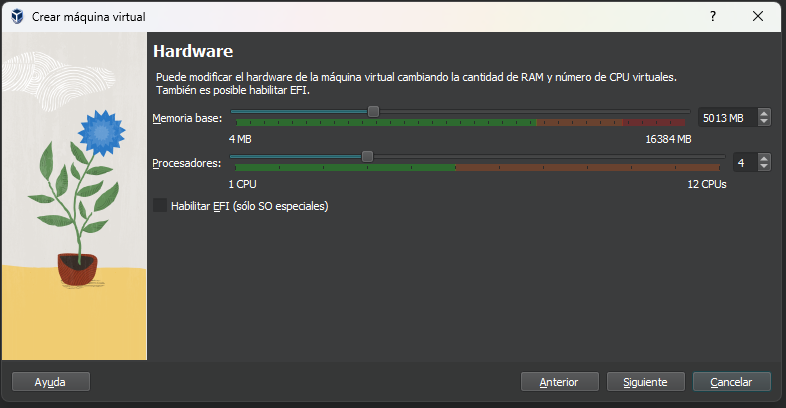 Crear máquina virtual
?
Hardware
Puede modificar el hardware de la máquina virtual cambiando la cantidad de RAM y número de CPU virtuales.
También es posible habilitar EFI.
Memoria base:
5013 MB
4 MB
16384 MB
Procesadores:
4
1 CPU
12 CPUs
Habilitar EFI (sólo SO especiales)
Ayuda
Anterior
Siguiente
Cancelar